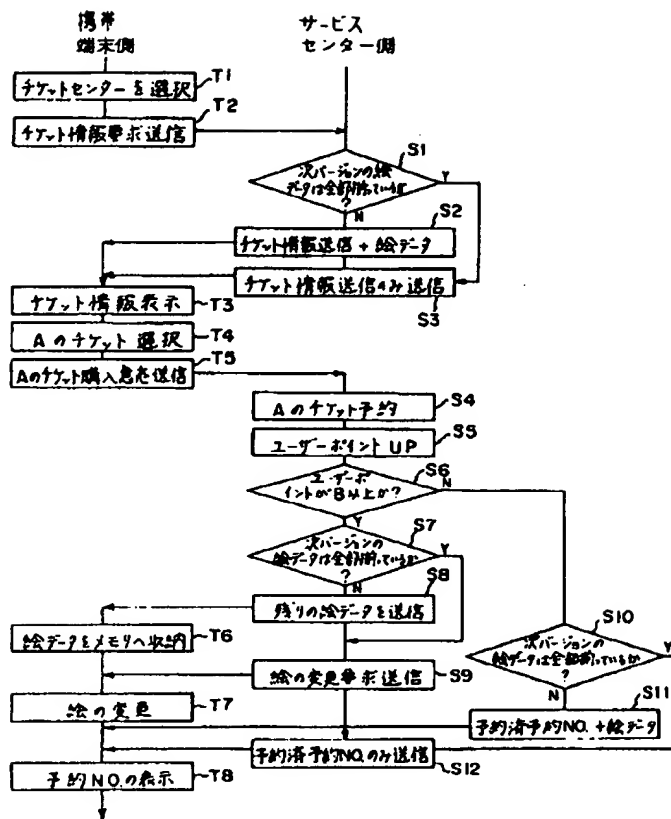 携帯
端末側
サービス
センター側
チケットセンターを選択
T1
チケット情報要求送信
T2
次バージョンの絵
データは全部揃っているか
?
S1
Y
N
チケット情報送信+絵データ
S2
チケット情報送信のみ送信
S3
チケット情報表示
T3
Aのチケット選択
T4
Aのチケット購入意志送信
T5
Aのチケット予約
S4
ユーザーポイントUP
S5
ユーザーポ
イントがB以上か?
S6
N
Y
次バージョンの
絵データは全部揃っているか
?
S7
Y
N
残りの絵データを送信
S8
絵データをメモリへ収納
T6
絵の変更要求送信
S9
次バージョンの
絵データは全部揃っているか
?
S10
Y
N
絵の変更
T7
予約済予約NO.+絵データ
S11
予約済予約NO.のみ送信
S12
予約NO.の表示
T8